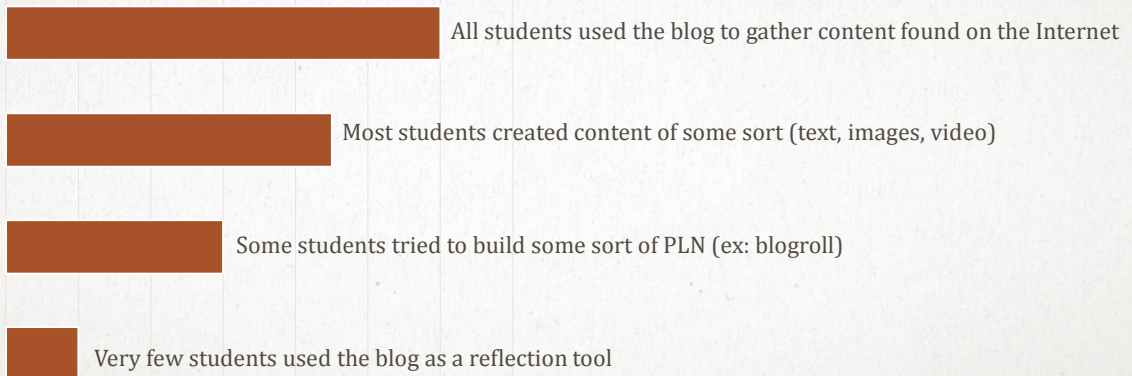 All students used the blog to gather content found on the Internet
Most students created content of some sort (text, images, video)
Some students tried to build some sort of PLN (ex: blogroll)
Very few students used the blog as a reflection tool